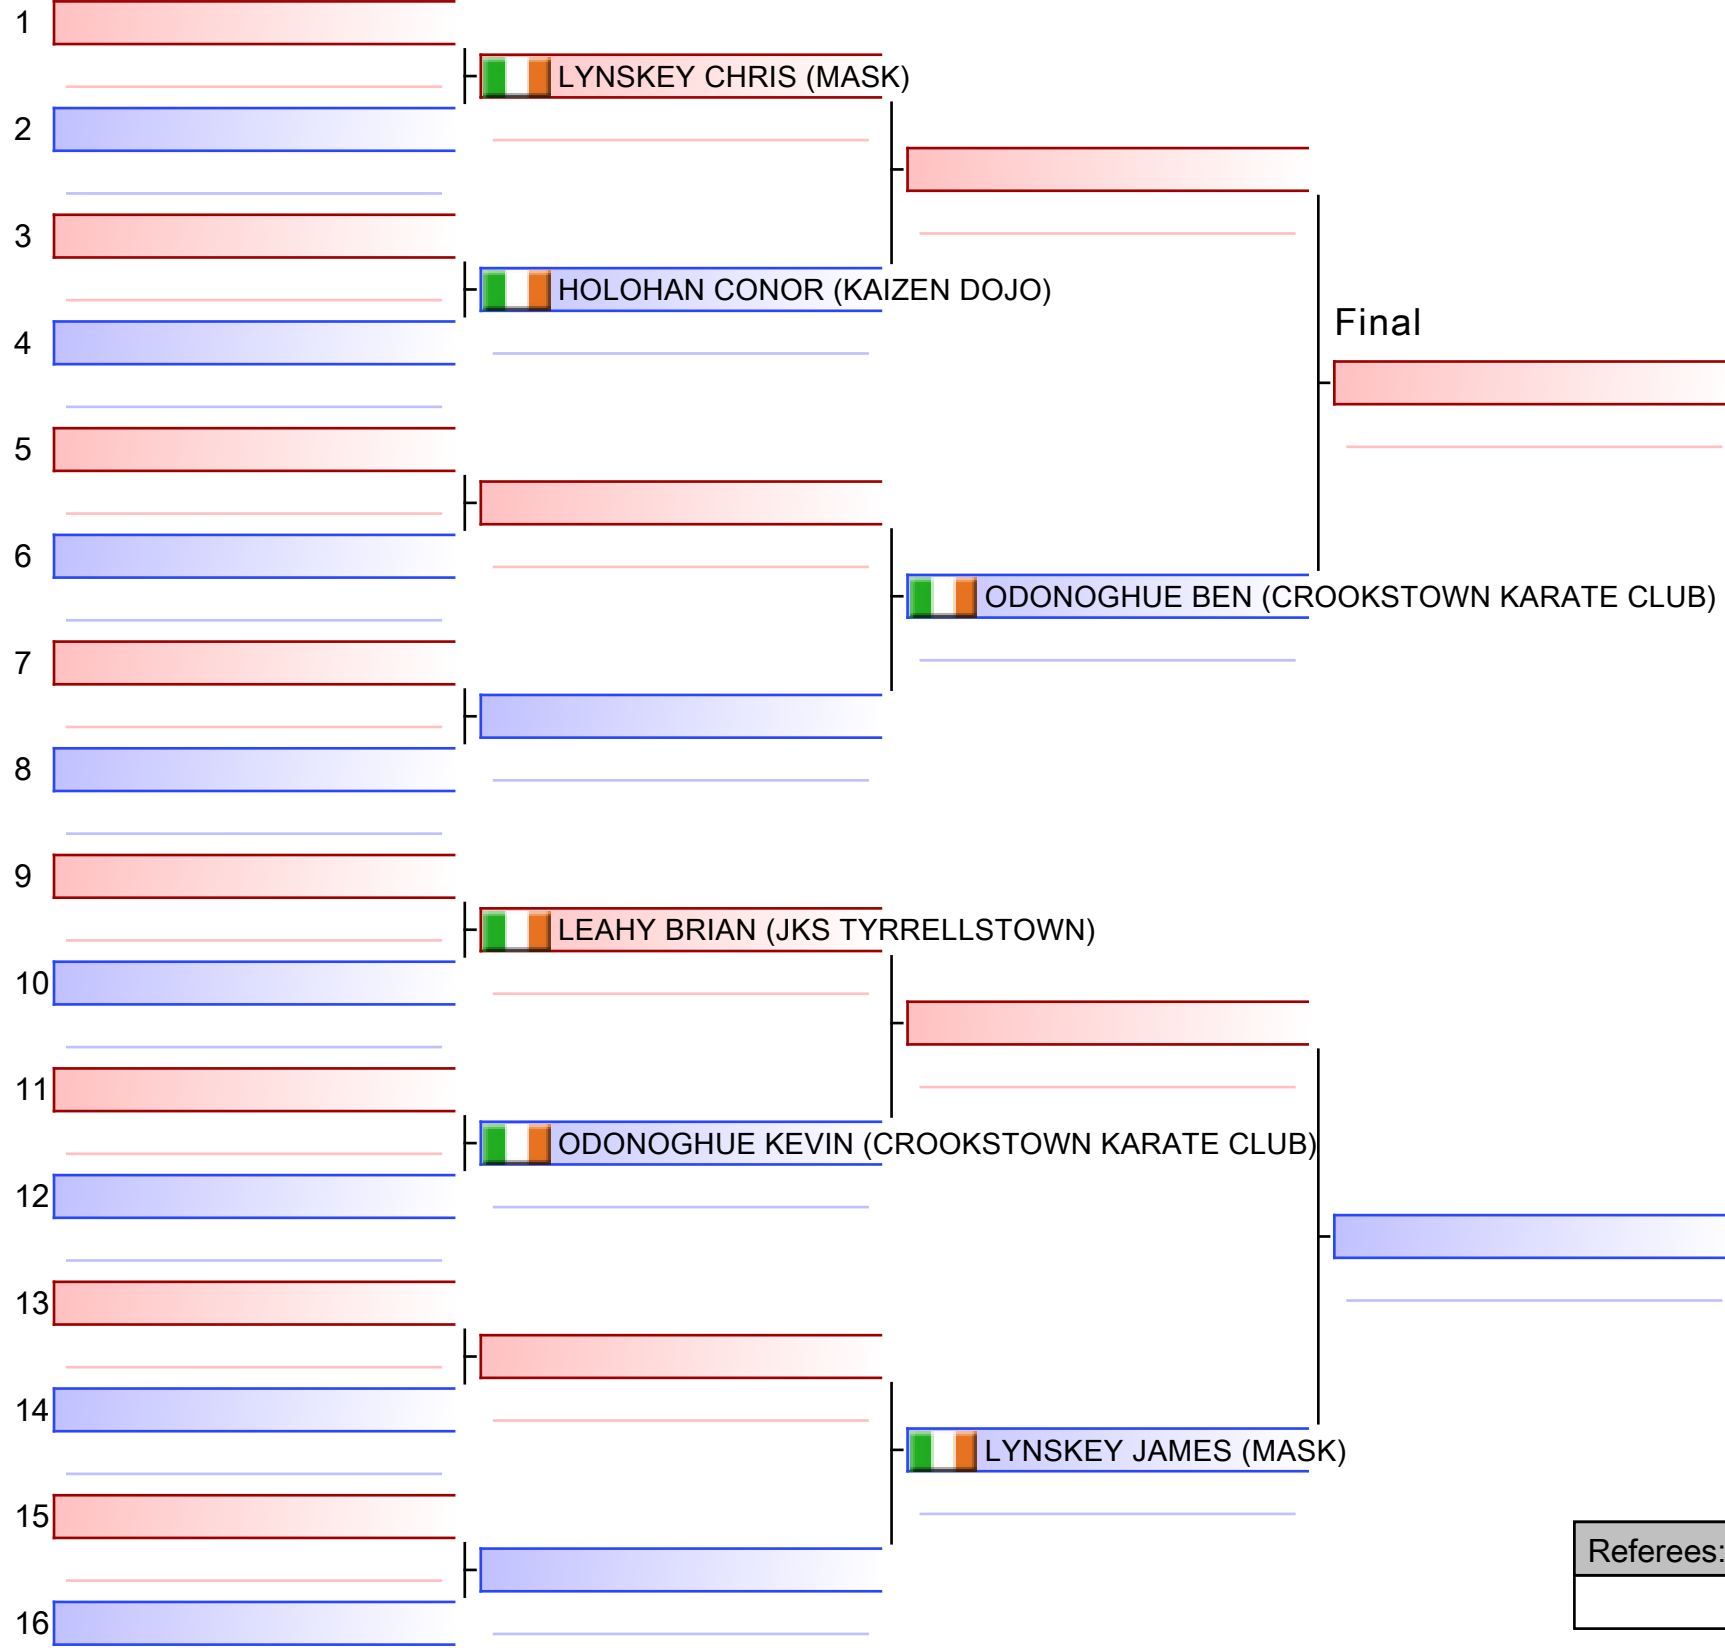 1
LYNSKEY CHRIS (MASK)
2
3
HOLOHAN CONOR (KAIZEN DOJO)
4
Final
5
6
ODONOGHUE BEN (CROOKSTOWN KARATE CLUB)
7
8
9
LEAHY BRIAN (JKS TYRRELLSTOWN)
10
11
ODONOGHUE KEVIN (CROOKSTOWN KARATE CLUB)
12
13
14
LYNSKEY JAMES (MASK)
15
Referees:
16